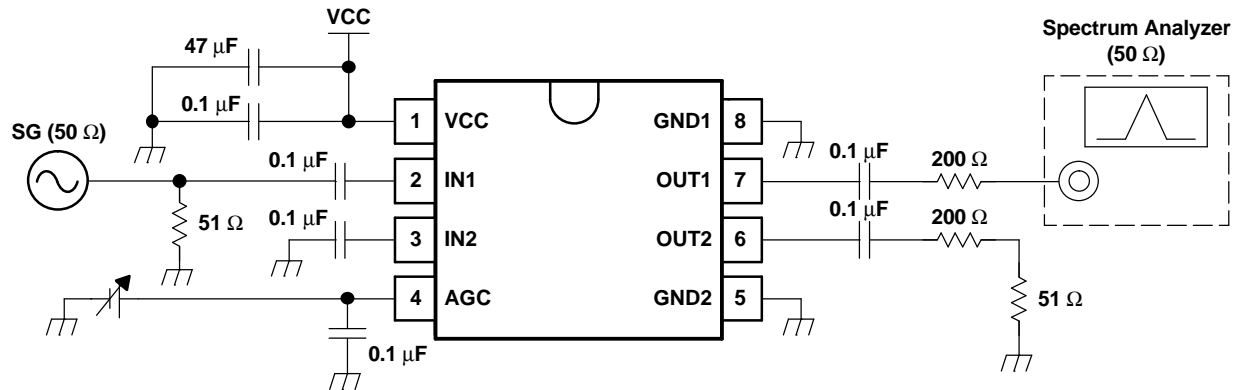 VCC
47 μF
0.1 μF
SG (50 Ω)
Spectrum Analyzer
(50 Ω)
1 VCC GND1 8
0.1 μF
2 IN1 OUT1 7
0.1 μF
200 Ω
51 Ω
0.1 μF
3 IN2 OUT2 6
0.1 μF
200 Ω
4 AGC GND2 5
51 Ω
0.1 μF